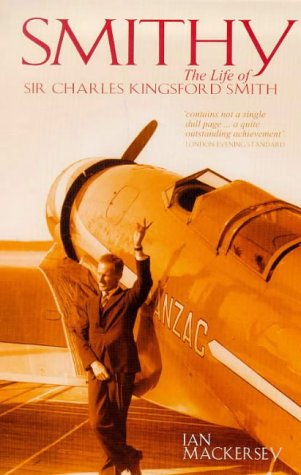 SMITHY
The Life of
SIR CHARLES KINGSFORD SMITH
'contains not a single
dull page ... a quite
outstanding achievement'
LONDON EVENING STANDARD
ANZAC
IAN
MACKERSEY